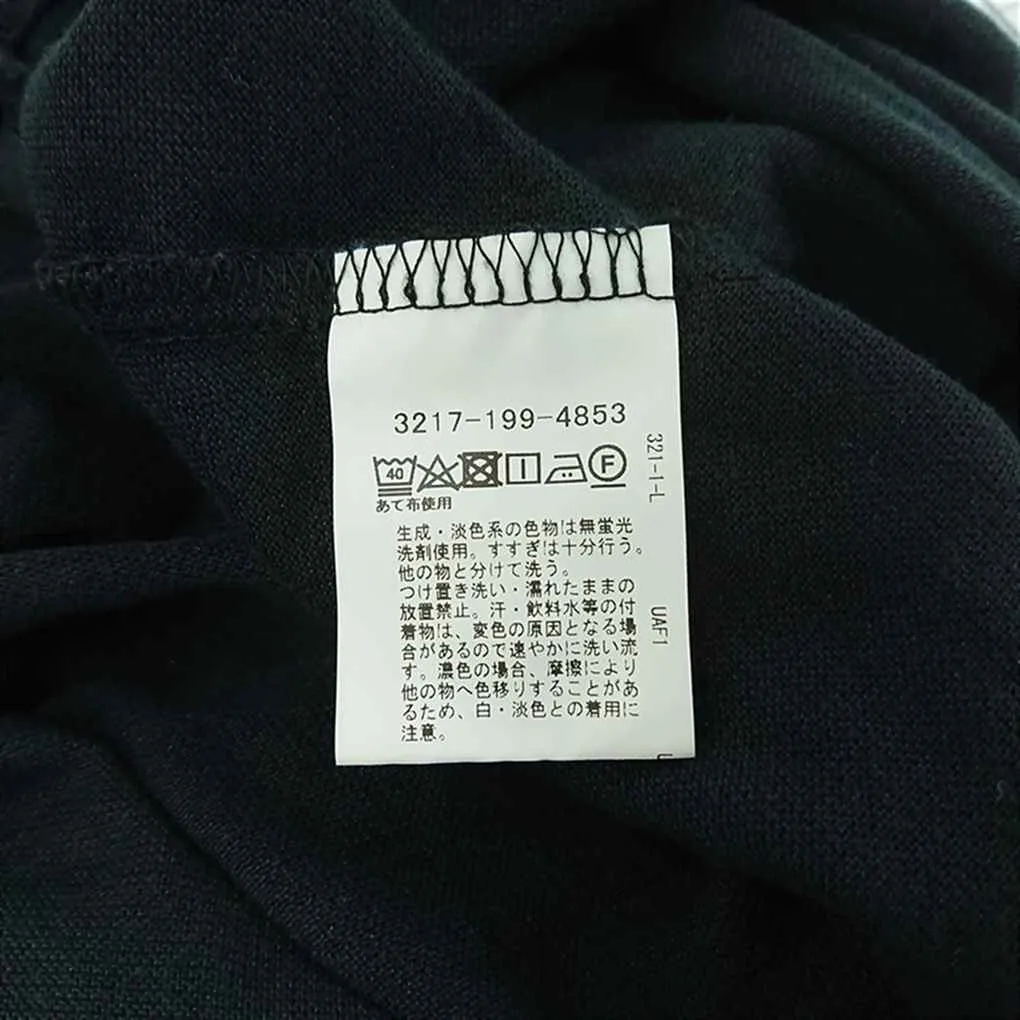 3217-199-4853
40
F
あて布使用
生成・淡色系の色物は無蛍光
洗剤使用。すすぎは十分行う。
他の物と分けて洗う。
つけ置き洗い・濡れたままの
放置禁止。汗・飲料水等の付
着物は、変色の原因となる場
合があるので速やかに洗い流
す。濃色の場合、摩擦により
他の物へ色移りすることがあ
るため、白・淡色との着用に
注意。
321-I-L
UAF1